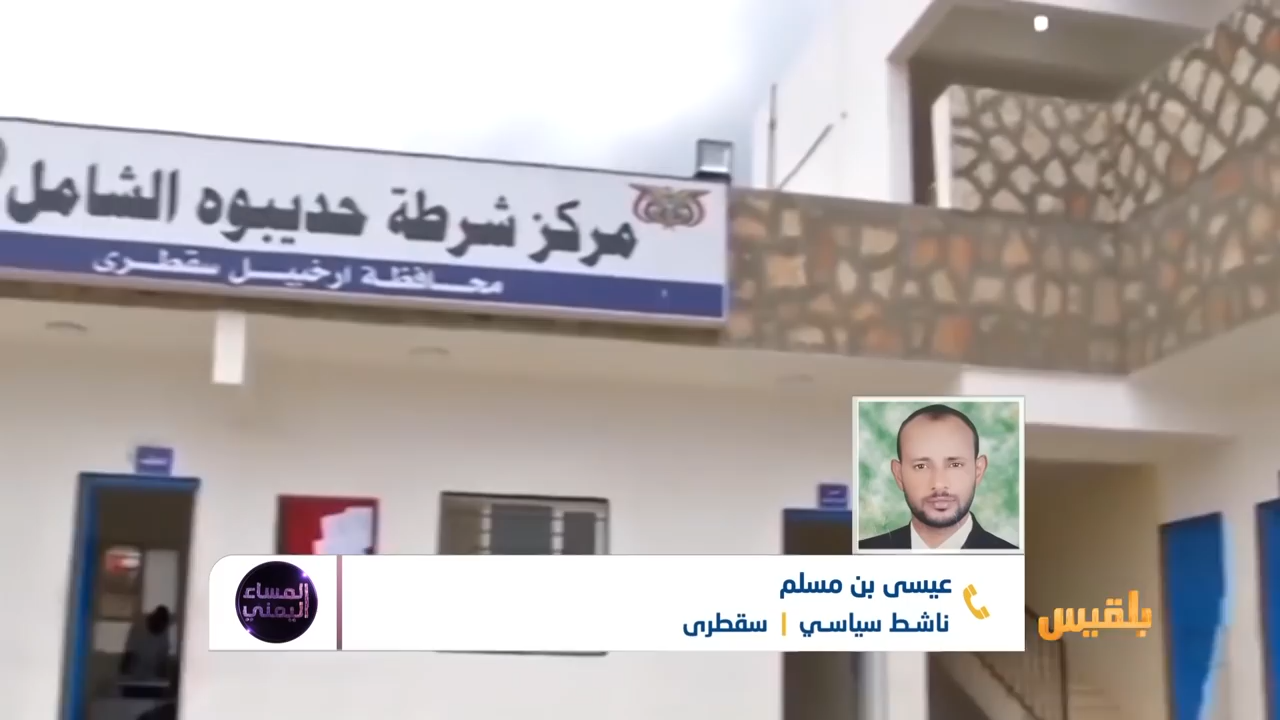 مركز شرطة حديبوه الشامل
محافظة ارخبيل سقطرى
عيسى بن مسلم
ناشط سياسي | سقطرى
المساء
اليمني
بلقيس